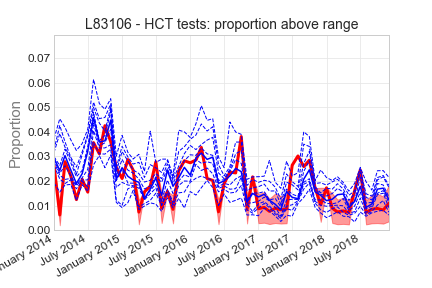 L83106 - HCT tests: proportion above range
Proportion
0.07
0.06
0.05
0.04
0.03
0.02
0.01
0.00
July 2014
January 2015
July 2015
January 2016
July 2016
January 2017
July 2017
January 2018
July 2018